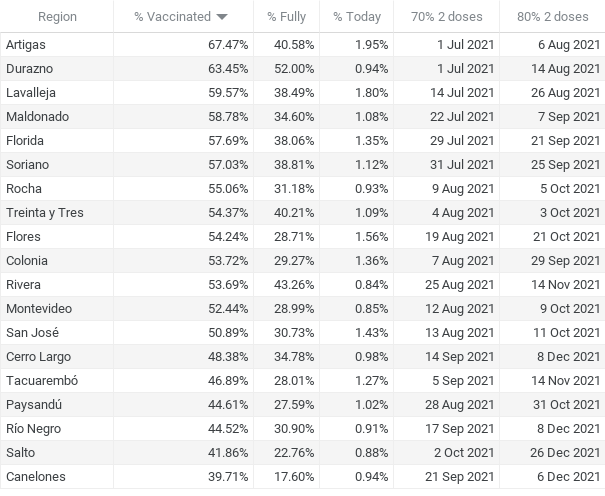 Region % Vaccinated % Fully % Today 70% 2 doses 80% 2 doses
Artigas 67.47% 40.58% 1.95% 1 Jul 2021 6 Aug 2021
Durazno 63.45% 52.00% 0.94% 1 Jul 2021 14 Aug 2021
Lavalleja 59.57% 38.49% 1.80% 14 Jul 2021 26 Aug 2021
Maldonado 58.78% 34.60% 1.08% 22 Jul 2021 7 Sep 2021
Florida 57.69% 38.06% 1.35% 29 Jul 2021 21 Sep 2021
Soriano 57.03% 38.81% 1.12% 31 Jul 2021 25 Sep 2021
Rocha 55.06% 31.18% 0.93% 9 Aug 2021 5 Oct 2021
Treinta y Tres 54.37% 40.21% 1.09% 4 Aug 2021 3 Oct 2021
Flores 54.24% 28.71% 1.56% 19 Aug 2021 21 Oct 2021
Colonia 53.72% 29.27% 1.36% 7 Aug 2021 29 Sep 2021
Rivera 53.69% 43.26% 0.84% 25 Aug 2021 14 Nov 2021
Montevideo 52.44% 28.99% 0.85% 12 Aug 2021 9 Oct 2021
San José 50.89% 30.73% 1.43% 13 Aug 2021 11 Oct 2021
Cerro Largo 48.38% 34.78% 0.98% 14 Sep 2021 8 Dec 2021
Tacuarembó 46.89% 28.01% 1.27% 5 Sep 2021 14 Nov 2021
Paysandú 44.61% 27.59% 1.02% 28 Aug 2021 31 Oct 2021
Río Negro 44.52% 30.90% 0.91% 17 Sep 2021 8 Dec 2021
Salto 41.86% 22.76% 0.88% 2 Oct 2021 26 Dec 2021
Canelones 39.71% 17.60% 0.94% 21 Sep 2021 6 Dec 2021